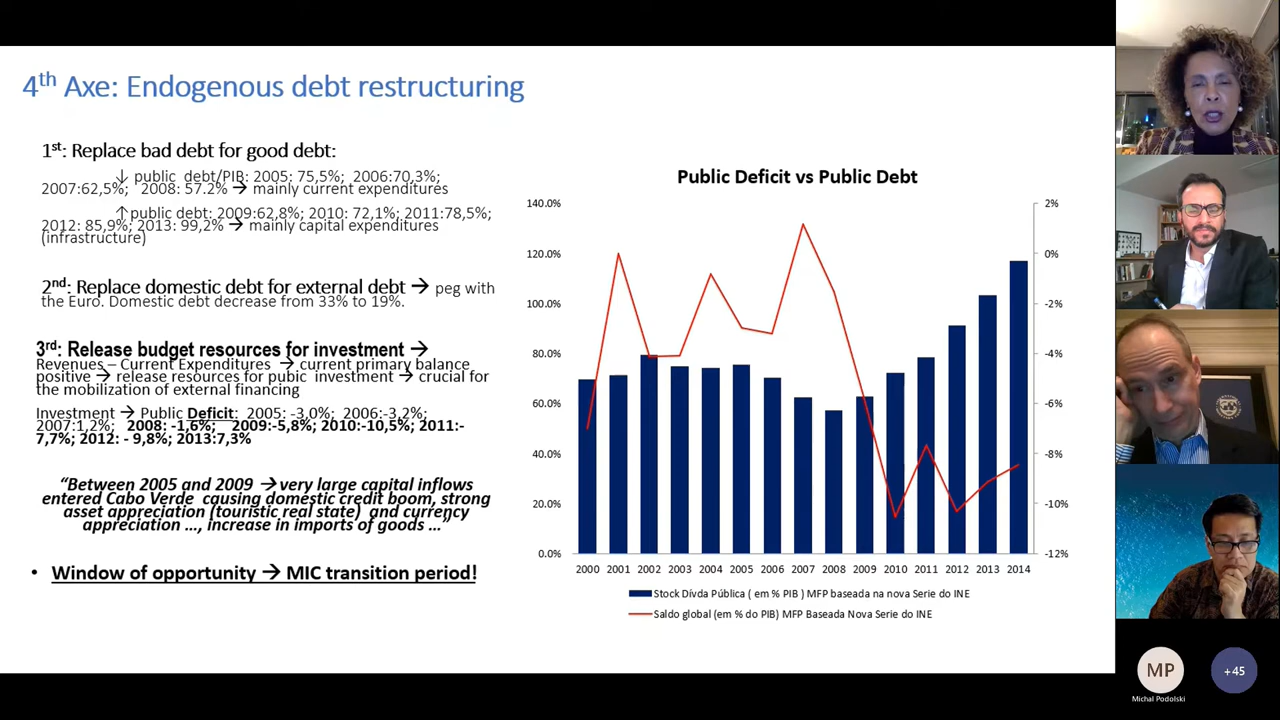 4th Axe: Endogenous debt restructuring
1st: Replace bad debt for good debt:
↓ public debt/PIB: 2005: 75,5%; 2006:70,3%;
2007:62,5%; 2008: 57.2% → mainly current expenditures
↑public debt: 2009:62,8%; 2010: 72,1%; 2011:78,5%;
2012: 85,9%; 2013: 99,2% → mainly capital expenditures
(infrastructure)
2nd: Replace domestic debt for external debt → peg with
the Euro. Domestic debt decrease from 33% to 19%.
3rd: Release budget resources for investment →
Revenues – Current Expenditures → current primary balance
positive → release resources for pubic investment → crucial for
the mobilization of external financing
Investment → Public Deficit: 2005: -3,0%; 2006:-3,2%;
2007:1,2%; 2008: -1,6%; 2009:-5,8%; 2010:-10,5%; 2011:-
7,7%; 2012: - 9,8%; 2013:7,3%
“Between 2005 and 2009 → very large capital inflows
entered Cabo Verde causing domestic credit boom, strong
asset appreciation (touristic real state) and currency
appreciation ..., increase in imports of goods ...”
• Window of opportunity → MIC transition period!
Public Deficit vs Public Debt
140.0%
120.0%
100.0%
80.0%
60.0%
40.0%
20.0%
0.0%
2%
0%
-2%
-4%
-6%
-8%
-10%
-12%
2000 2001 2002 2003 2004 2005 2006 2007 2008 2009 2010 2011 2012 2013 2014
Stock Dívda Pública ( em % PIB ) MFP baseada na nova Serie do INE
Saldo global (em % do PIB) MFP Baseada Nova Serie do INE
MP
Michal Podolski
+45